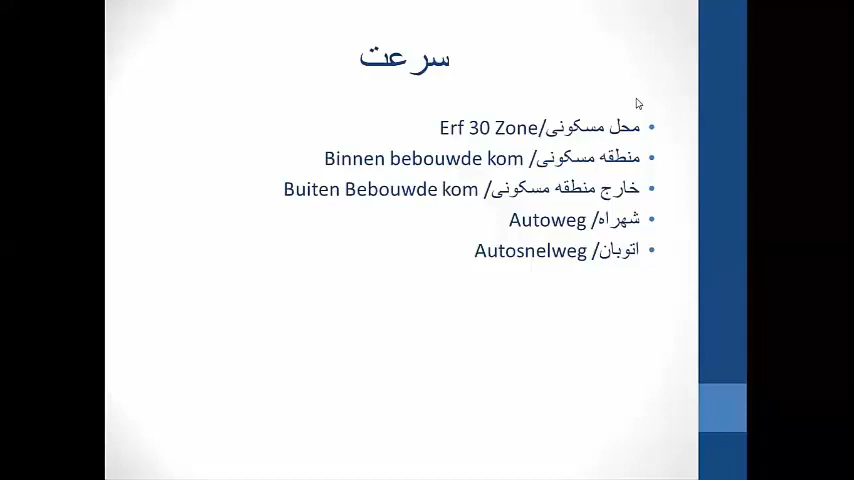 سرعت
• محل مسکونی/Erf 30 Zone
• منطقه مسکونی/ Binnen bebouwde kom
• خارج منطقه مسکونی/ Buiten Bebouwde kom
• شهراه/ Autoweg
• اتوبان/ Autosnelweg